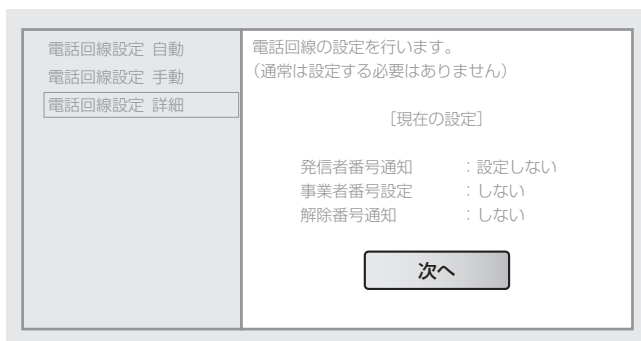 電話回線設定 自動
電話回線設定 手動
電話回線設定 詳細
電話回線の設定を行います。
（通常は設定する必要はありません）
［現在の設定］
発信者番号通知 ：設定しない
事業者番号設定 ：しない
解除番号通知 ：しない
次へ